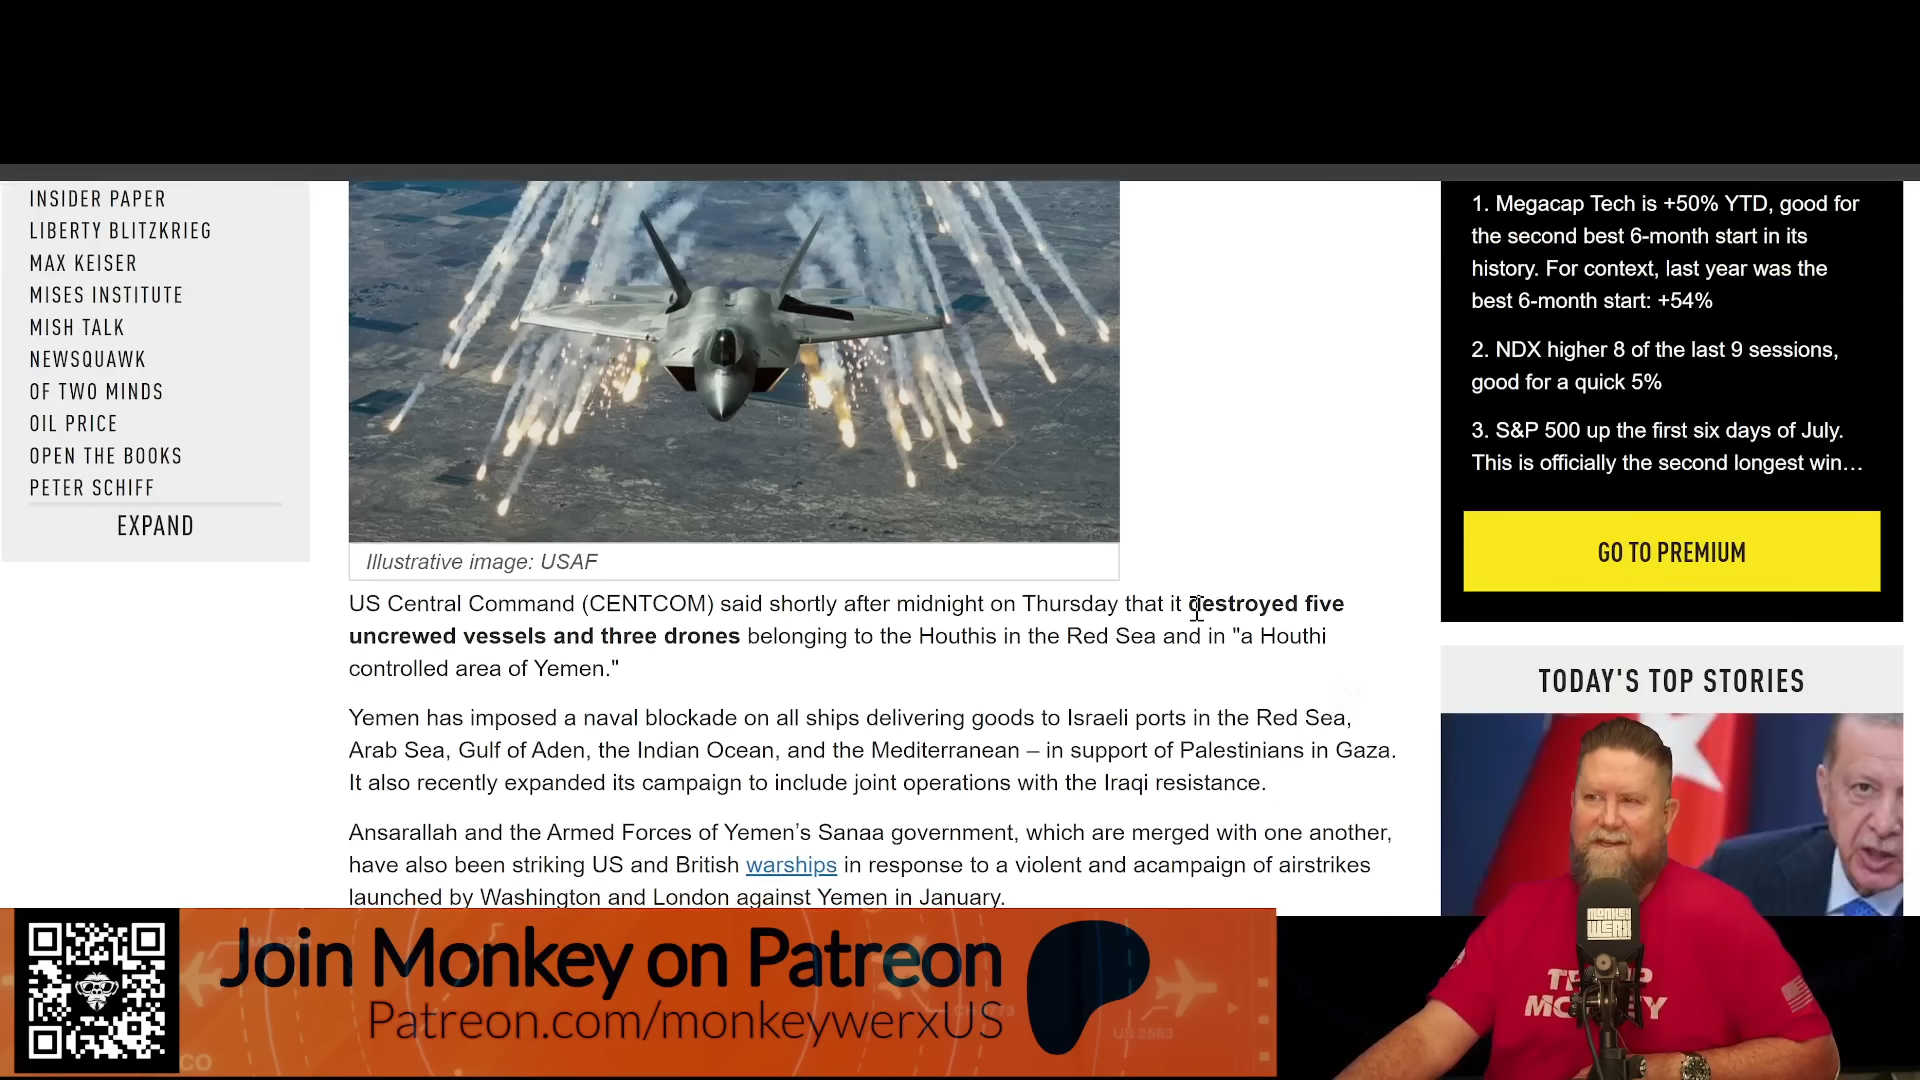 INSIDER PAPER
LIBERTY BLITZKRIEG
MAX KEISER
MISES INSTITUTE
MISH TALK
NEWSQUAWK
OF TWO MINDS
OIL PRICE
OPEN THE BOOKS
PETER SCHIFF
EXPAND
Illustrative image: USAF
US Central Command (CENTCOM) said shortly after midnight on Thursday that it destroyed five
uncrewed vessels and three drones belonging to the Houthis in the Red Sea and in "a Houthi
controlled area of Yemen."
Yemen has imposed a naval blockade on all ships delivering goods to Israeli ports in the Red Sea,
Arab Sea, Gulf of Aden, the Indian Ocean, and the Mediterranean – in support of Palestinians in Gaza.
It also recently expanded its campaign to include joint operations with the Iraqi resistance.
Ansarallah and the Armed Forces of Yemen’s Sanaa government, which are merged with one another,
have also been striking US and British warships in response to a violent and acampaign of airstrikes
launched by Washington and London against Yemen in January.
1. Megacap Tech is +50% YTD, good for
the second best 6-month start in its
history. For context, last year was the
best 6-month start: +54%
2. NDX higher 8 of the last 9 sessions,
good for a quick 5%
3. S&P 500 up the first six days of July.
This is officially the second longest win…
GO TO PREMIUM
TODAY'S TOP STORIES
Join Monkey on Patreon
Patreon.com/monkeywerxUS
US 2563
MONKEY
WERX
MONKEY